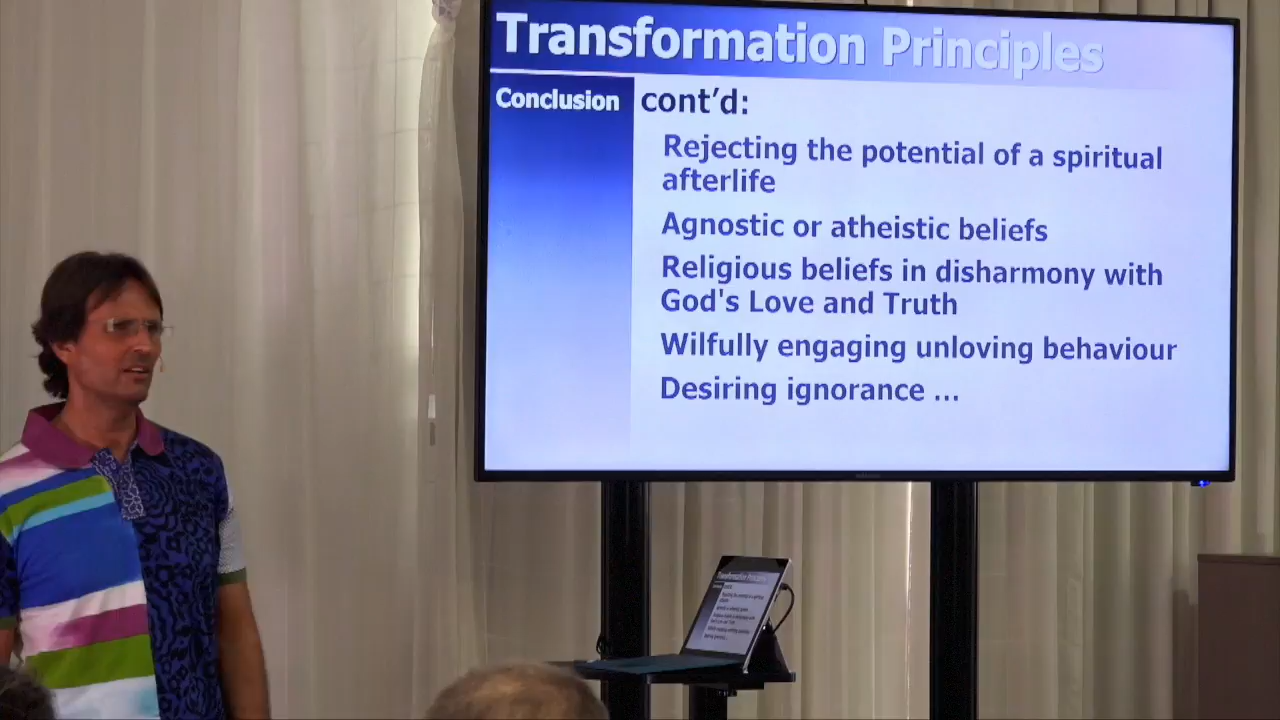 Transformation Principles
Conclusion
cont'd:
Rejecting the potential of a spiritual
afterlife
Agnostic or atheistic beliefs
Religious beliefs in disharmony with
God's Love and Truth
Wilfully engaging unloving behaviour
Desiring ignorance ...